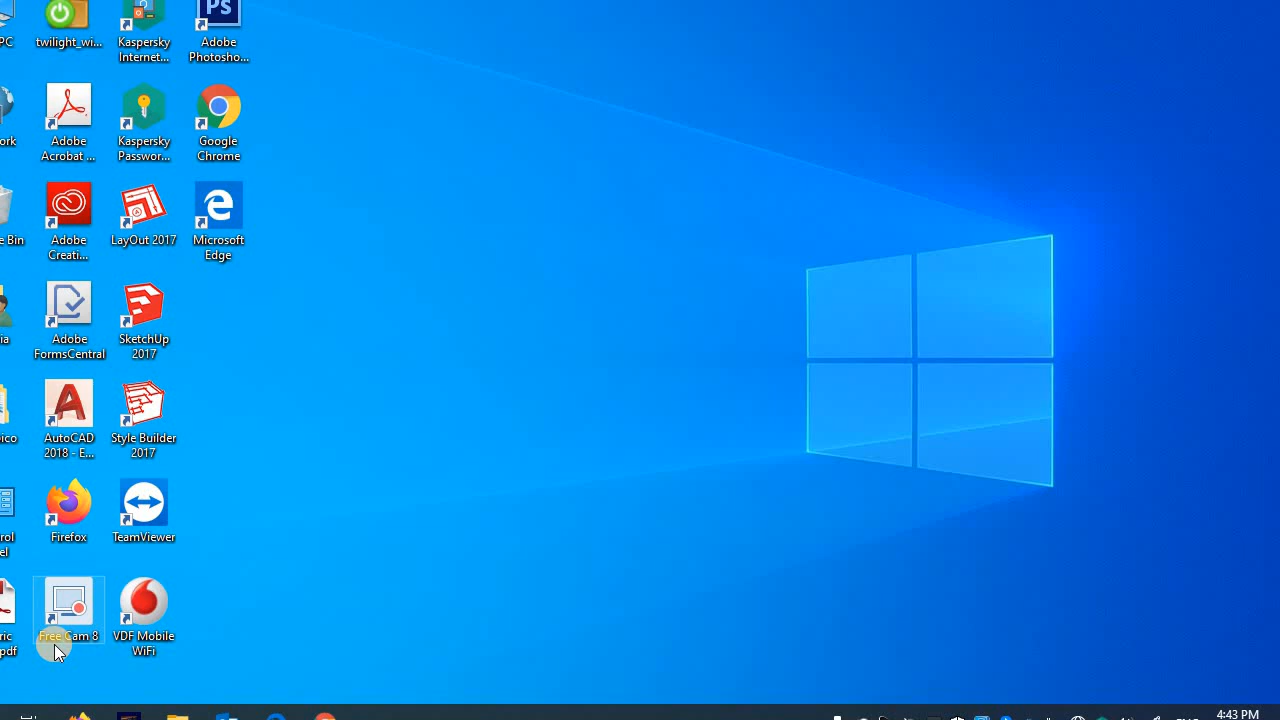 PC
twilight_wi...
Kaspersky
Internet...
PS
Adobe
Photosho...
ork
Adobe
Acrobat ...
Kaspersky
Passwor...
Google
Chrome
e Bin
Adobe
Creati...
LayOut 2017
Microsoft
Edge
ia
Adobe
FormsCentral
SketchUp
2017
ico
AutoCAD
2018 - E...
Style Builder
2017
rol
el
Firefox
TeamViewer
ric
pdf
Free Cam 8
VDF Mobile
WiFi
4:43 PM